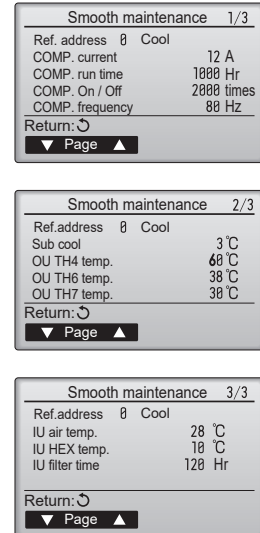 Smooth maintenance 1/3
Ref. address 0 Cool
COMP. current 12 A
COMP. run time 1000 Hr
COMP. On / Off 2000 times
COMP. frequency 80 Hz
Return:
▼ Page ▲
Smooth maintenance 2/3
Ref.address 0 Cool
Sub cool 3℃
OU TH4 temp. 60℃
OU TH6 temp. 38℃
OU TH7 temp. 30℃
Return:
▼ Page ▲
Smooth maintenance 3/3
Ref.address 0 Cool
IU air temp. 28 ℃
IU HEX temp. 10 ℃
IU filter time 120 Hr
Return:
▼ Page ▲